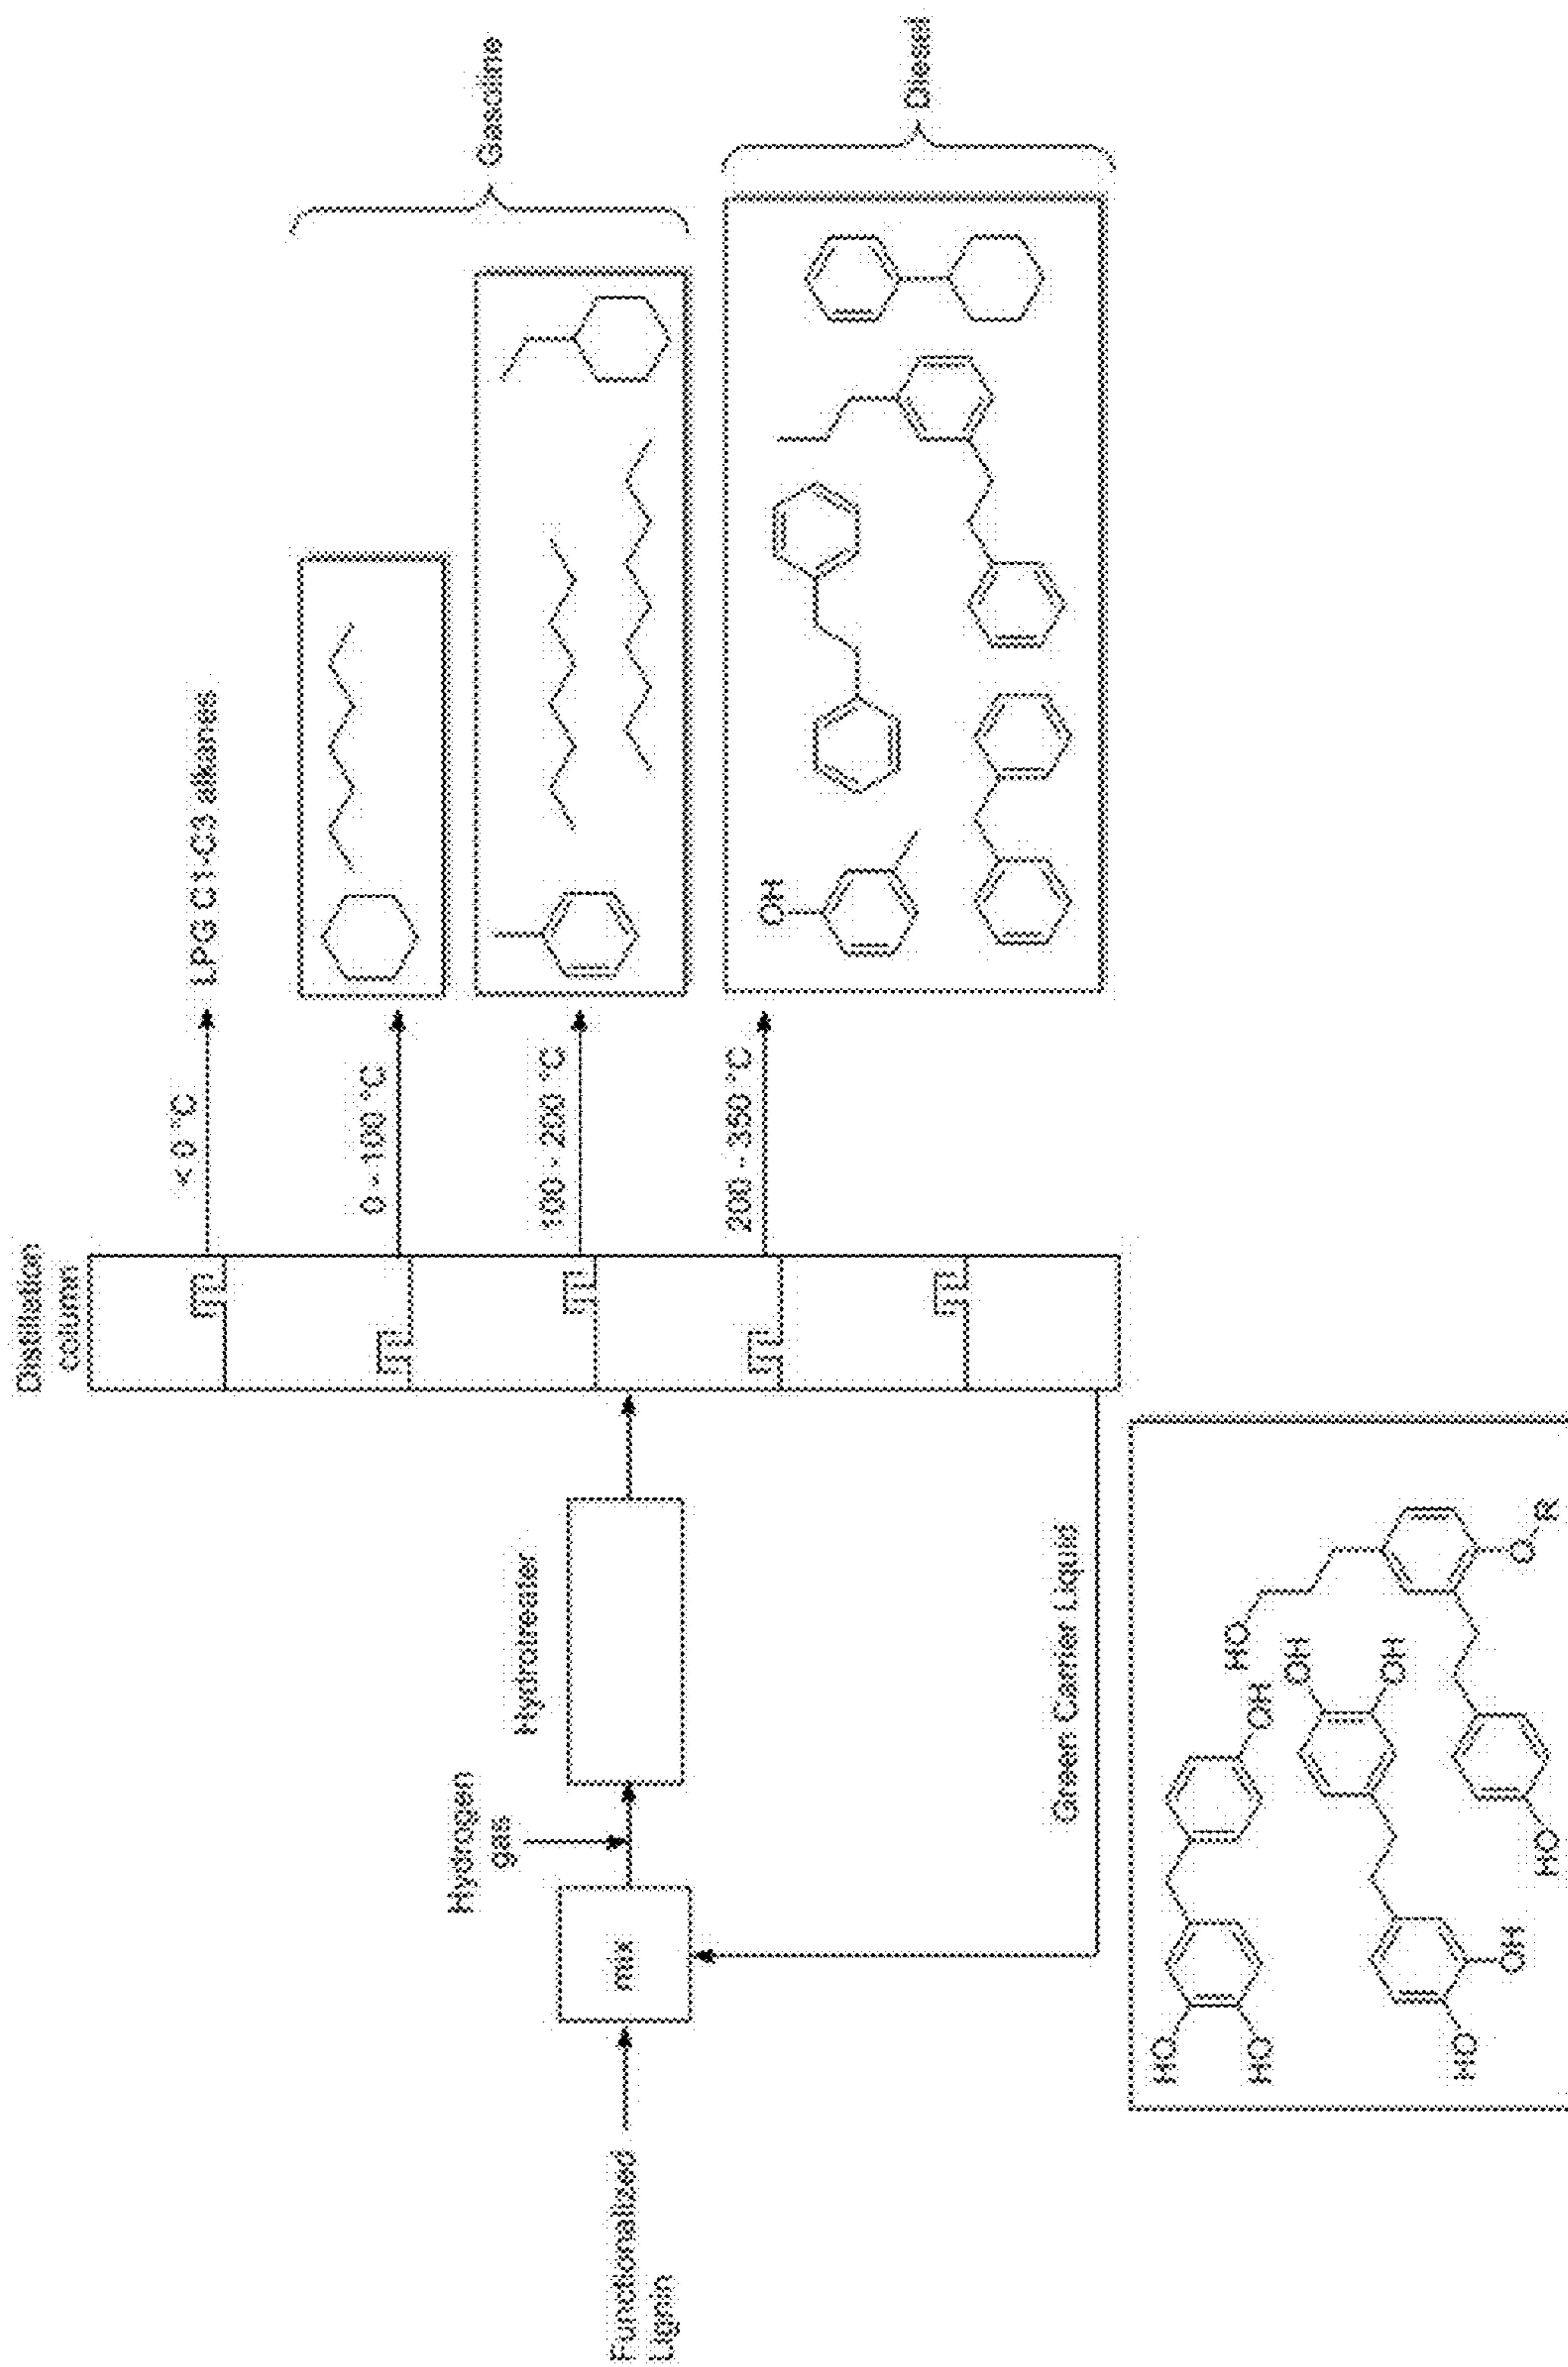 Distillation
column
< 0 °C
LPG C1-C3 alkanes
0 - 100 °C
100 - 200 °C
Gasoline
200 - 350 °C
OH
Diesel
Functionalised
Lignin
mix
Hydrogen
gas
Hydrotreater
Green Carrier Liquid
HO
HO
OH
HO
OH
OH
HO
OH
HO
O
R